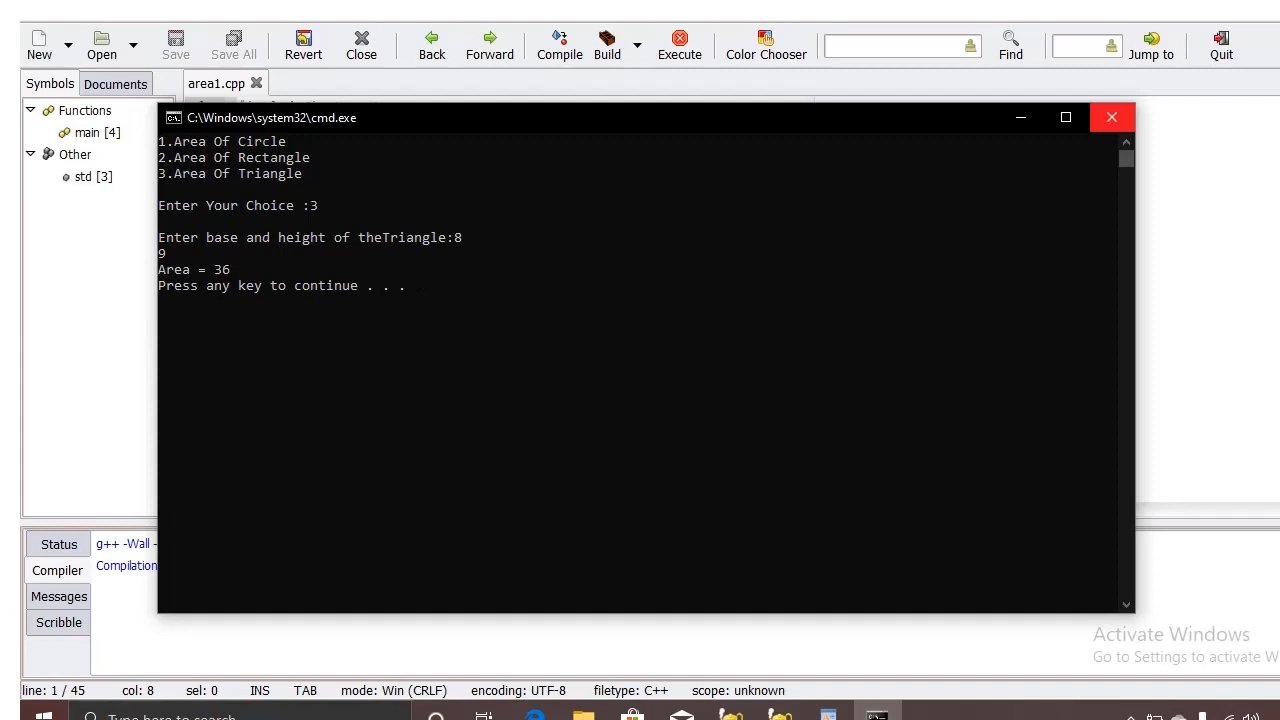 New Open Save Save All Revert Close Back Forward Compile Build Execute Color Chooser Find Jump to Quit
Symbols Documents area1.cpp
Functions
main [4]
Other
std [3]
C:\Windows\system32\cmd.exe
1.Area Of Circle
2.Area Of Rectangle
3.Area Of Triangle
Enter Your Choice :3
Enter base and height of theTriangle:8
9
Area = 36
Press any key to continue . . .
Status
Compiler
Messages
Scribble
g++ -Wall -
Compilation
Activate Windows
Go to Settings to activate W
line: 1 / 45 col: 8 sel: 0 INS TAB mode: Win (CRLF) encoding: UTF-8 filetype: C++ scope: unknown
Type here to search